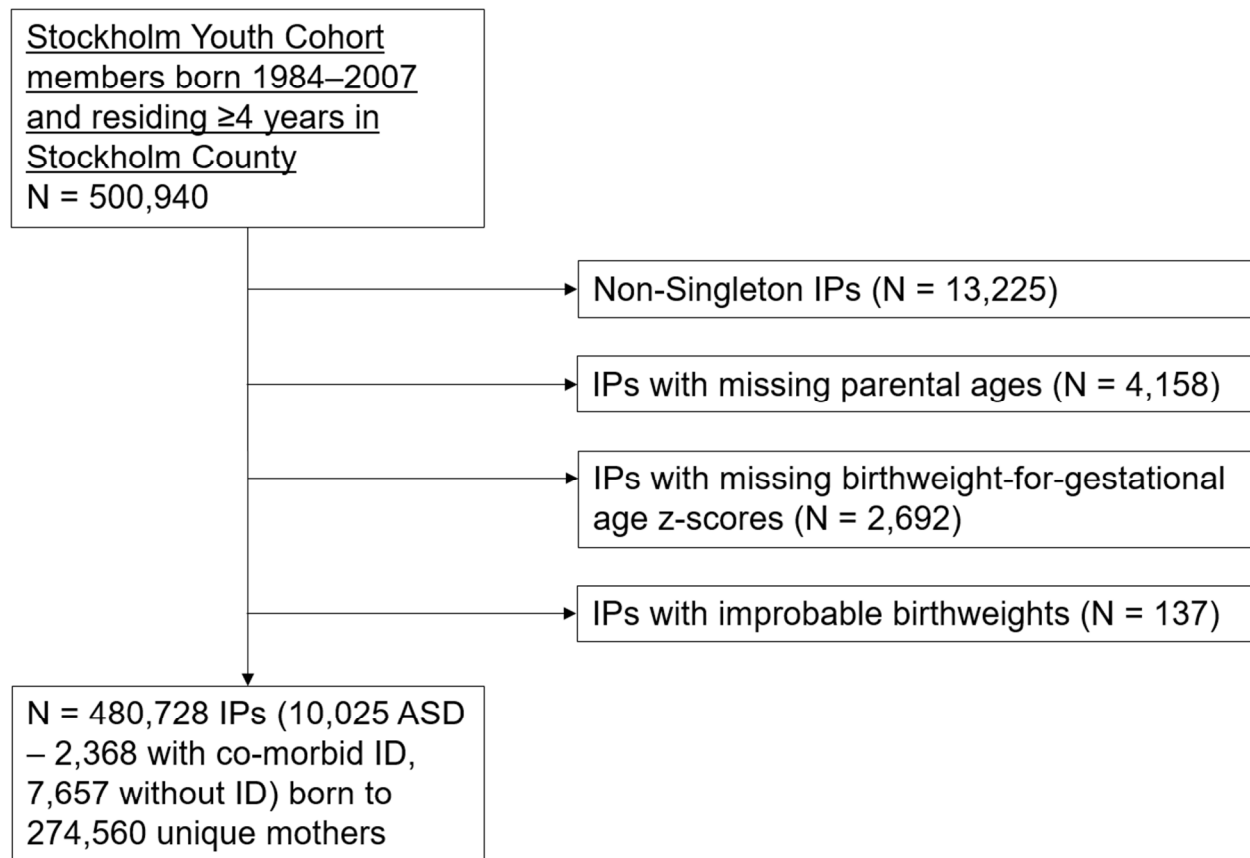 Stockholm Youth Cohort
members born 1984–2007
and residing ≥4 years in
Stockholm County
N = 500,940
Non-Singleton IPs (N = 13,225)
IPs with missing parental ages (N = 4,158)
IPs with missing birthweight-for-gestational
age z-scores (N = 2,692)
IPs with improbable birthweights (N = 137)
N = 480,728 IPs (10,025 ASD
– 2,368 with co-morbid ID,
7,657 without ID) born to
274,560 unique mothers